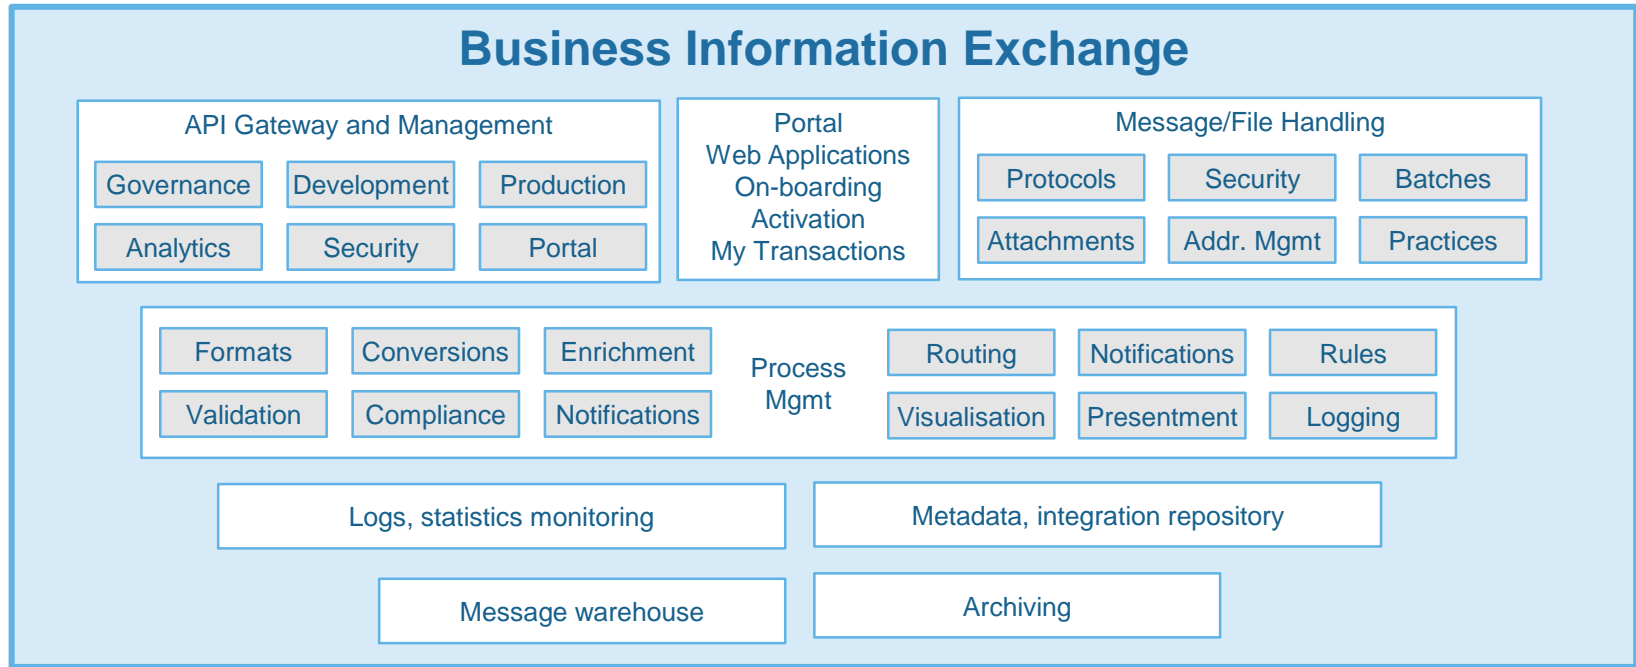 Business Information Exchange
API Gateway and Management
Governance
Development
Production
Analytics
Security
Portal
Portal
Web Applications
On-boarding
Activation
My Transactions
Message/File Handling
Protocols
Security
Batches
Attachments
Addr. Mgmt
Practices
Formats
Conversions
Enrichment
Validation
Compliance
Notifications
Process
Mgmt
Routing
Notifications
Rules
Visualisation
Presentment
Logging
Logs, statistics monitoring
Metadata, integration repository
Message warehouse
Archiving